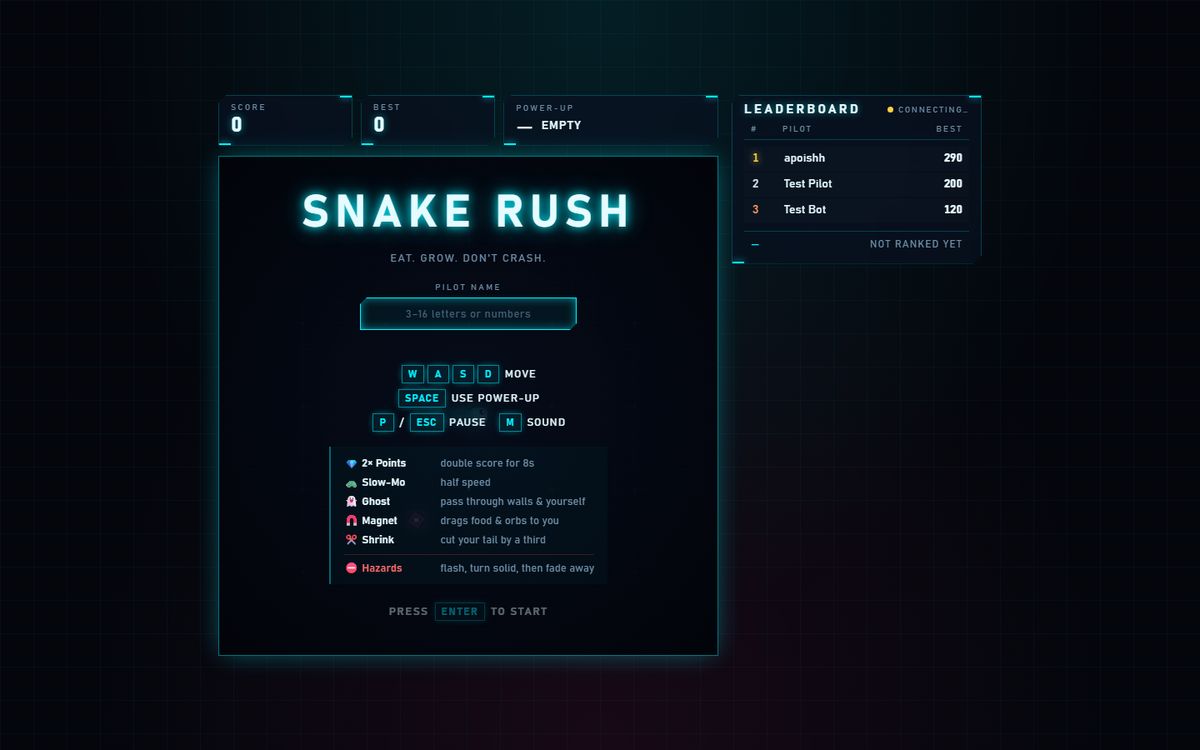 SCORE
0
BEST
0
POWER-UP
— EMPTY
SNAKE RUSH
EAT. GROW. DON'T CRASH.
PILOT NAME
3–16 letters or numbers
W A S D MOVE
SPACE USE POWER-UP
P / ESC PAUSE M SOUND
2× Points double score for 8s
Slow-Mo half speed
Ghost pass through walls & yourself
Magnet drags food & orbs to you
Shrink cut your tail by a third
Hazards flash, turn solid, then fade away
PRESS ENTER TO START
LEADERBOARD CONNECTING…
# PILOT BEST
1 apoishh 290
2 Test Pilot 200
3 Test Bot 120
— NOT RANKED YET